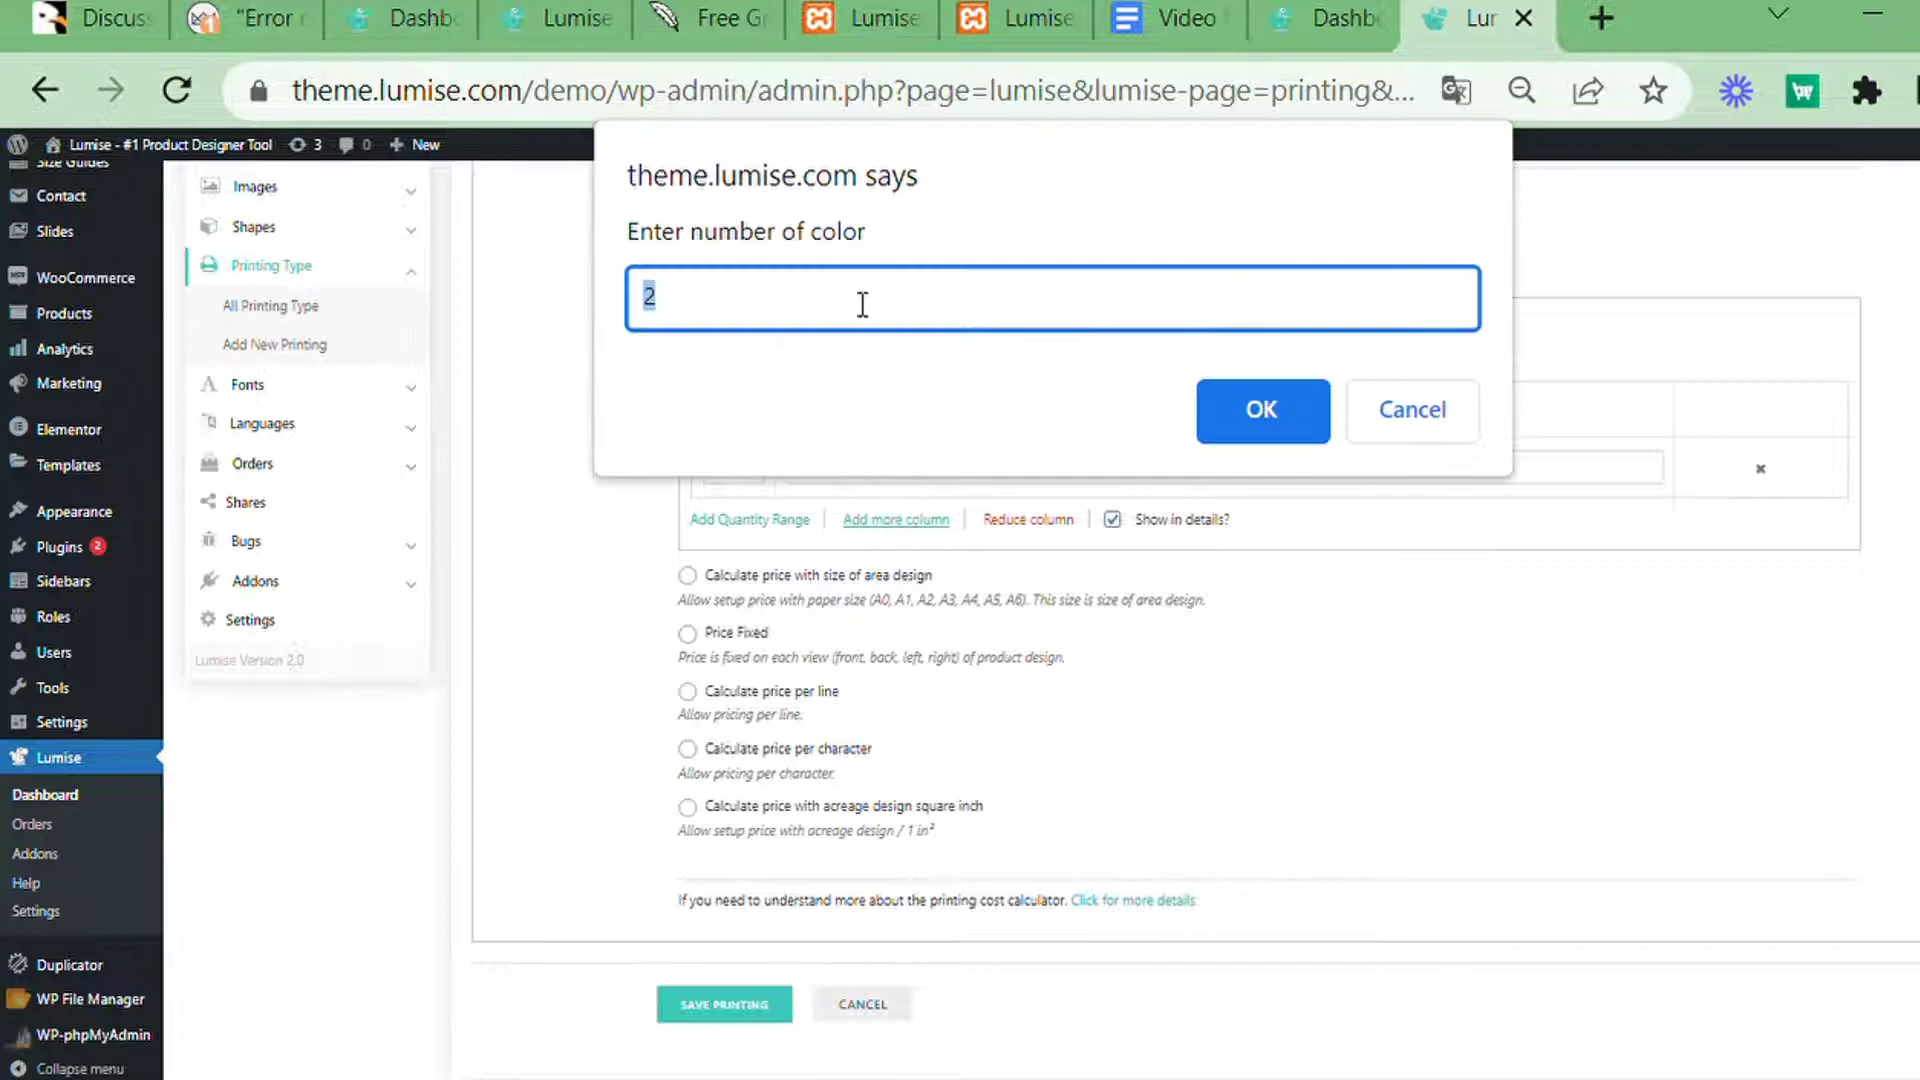 Discus
"Error
Dashbo
Lumise
Free G
Lumise
Lumise
Video
Dashb
Lur
theme.lumise.com/demo/wp-admin/admin.php?page=lumise&lumise-page=printing&...
Lumise - #1 Product Designer Tool
3
0
New
Size Guides
Contact
Slides
WooCommerce
Products
Analytics
Marketing
Elementor
Templates
Appearance
Plugins 2
Sidebars
Roles
Users
Tools
Settings
Lumise
Dashboard
Orders
Addons
Help
Settings
Duplicator
WP File Manager
WP-phpMyAdmin
Collapse menu
Images
Shapes
Printing Type
All Printing Type
Add New Printing
Fonts
Languages
Orders
Shares
Bugs
Addons
Settings
Lumise Version 2.0
theme.lumise.com says
Enter number of color
2
OK
Cancel
Add Quantity Range
Add more column
Reduce column
Show in details?
Calculate price with size of area design
Allow setup price with paper size (A0, A1, A2, A3, A4, A5, A6). This size is size of area design.
Price Fixed
Price is fixed on each view (front, back, left, right) of product design.
Calculate price per line
Allow pricing per line.
Calculate price per character
Allow pricing per character.
Calculate price with acreage design square inch
Allow setup price with acreage design / 1 in²
If you need to understand more about the printing cost calculator. Click for more details
SAVE PRINTING
CANCEL